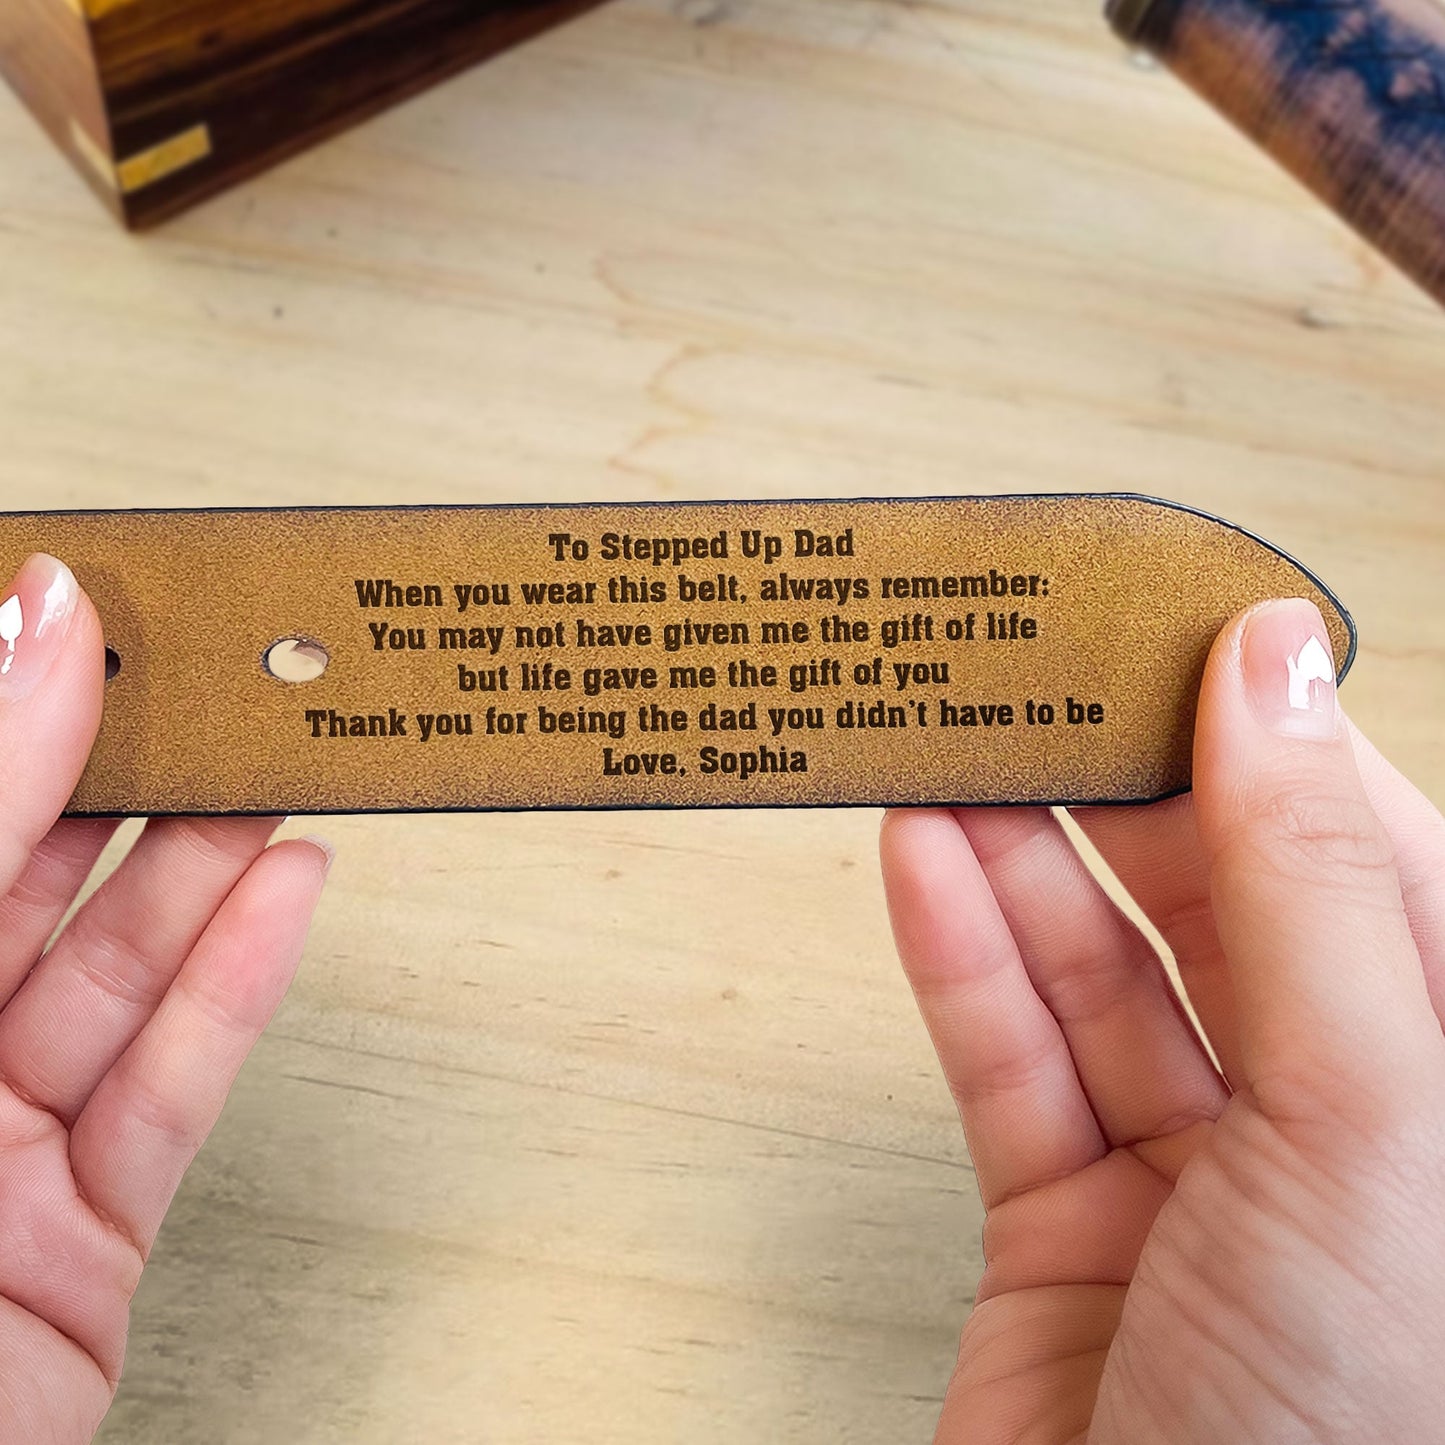 To Stepped Up Dad
When you wear this belt, always remember:
You may not have given me the gift of life
but life gave me the gift of you
Thank you for being the dad you didn't have to be
Love, Sophia